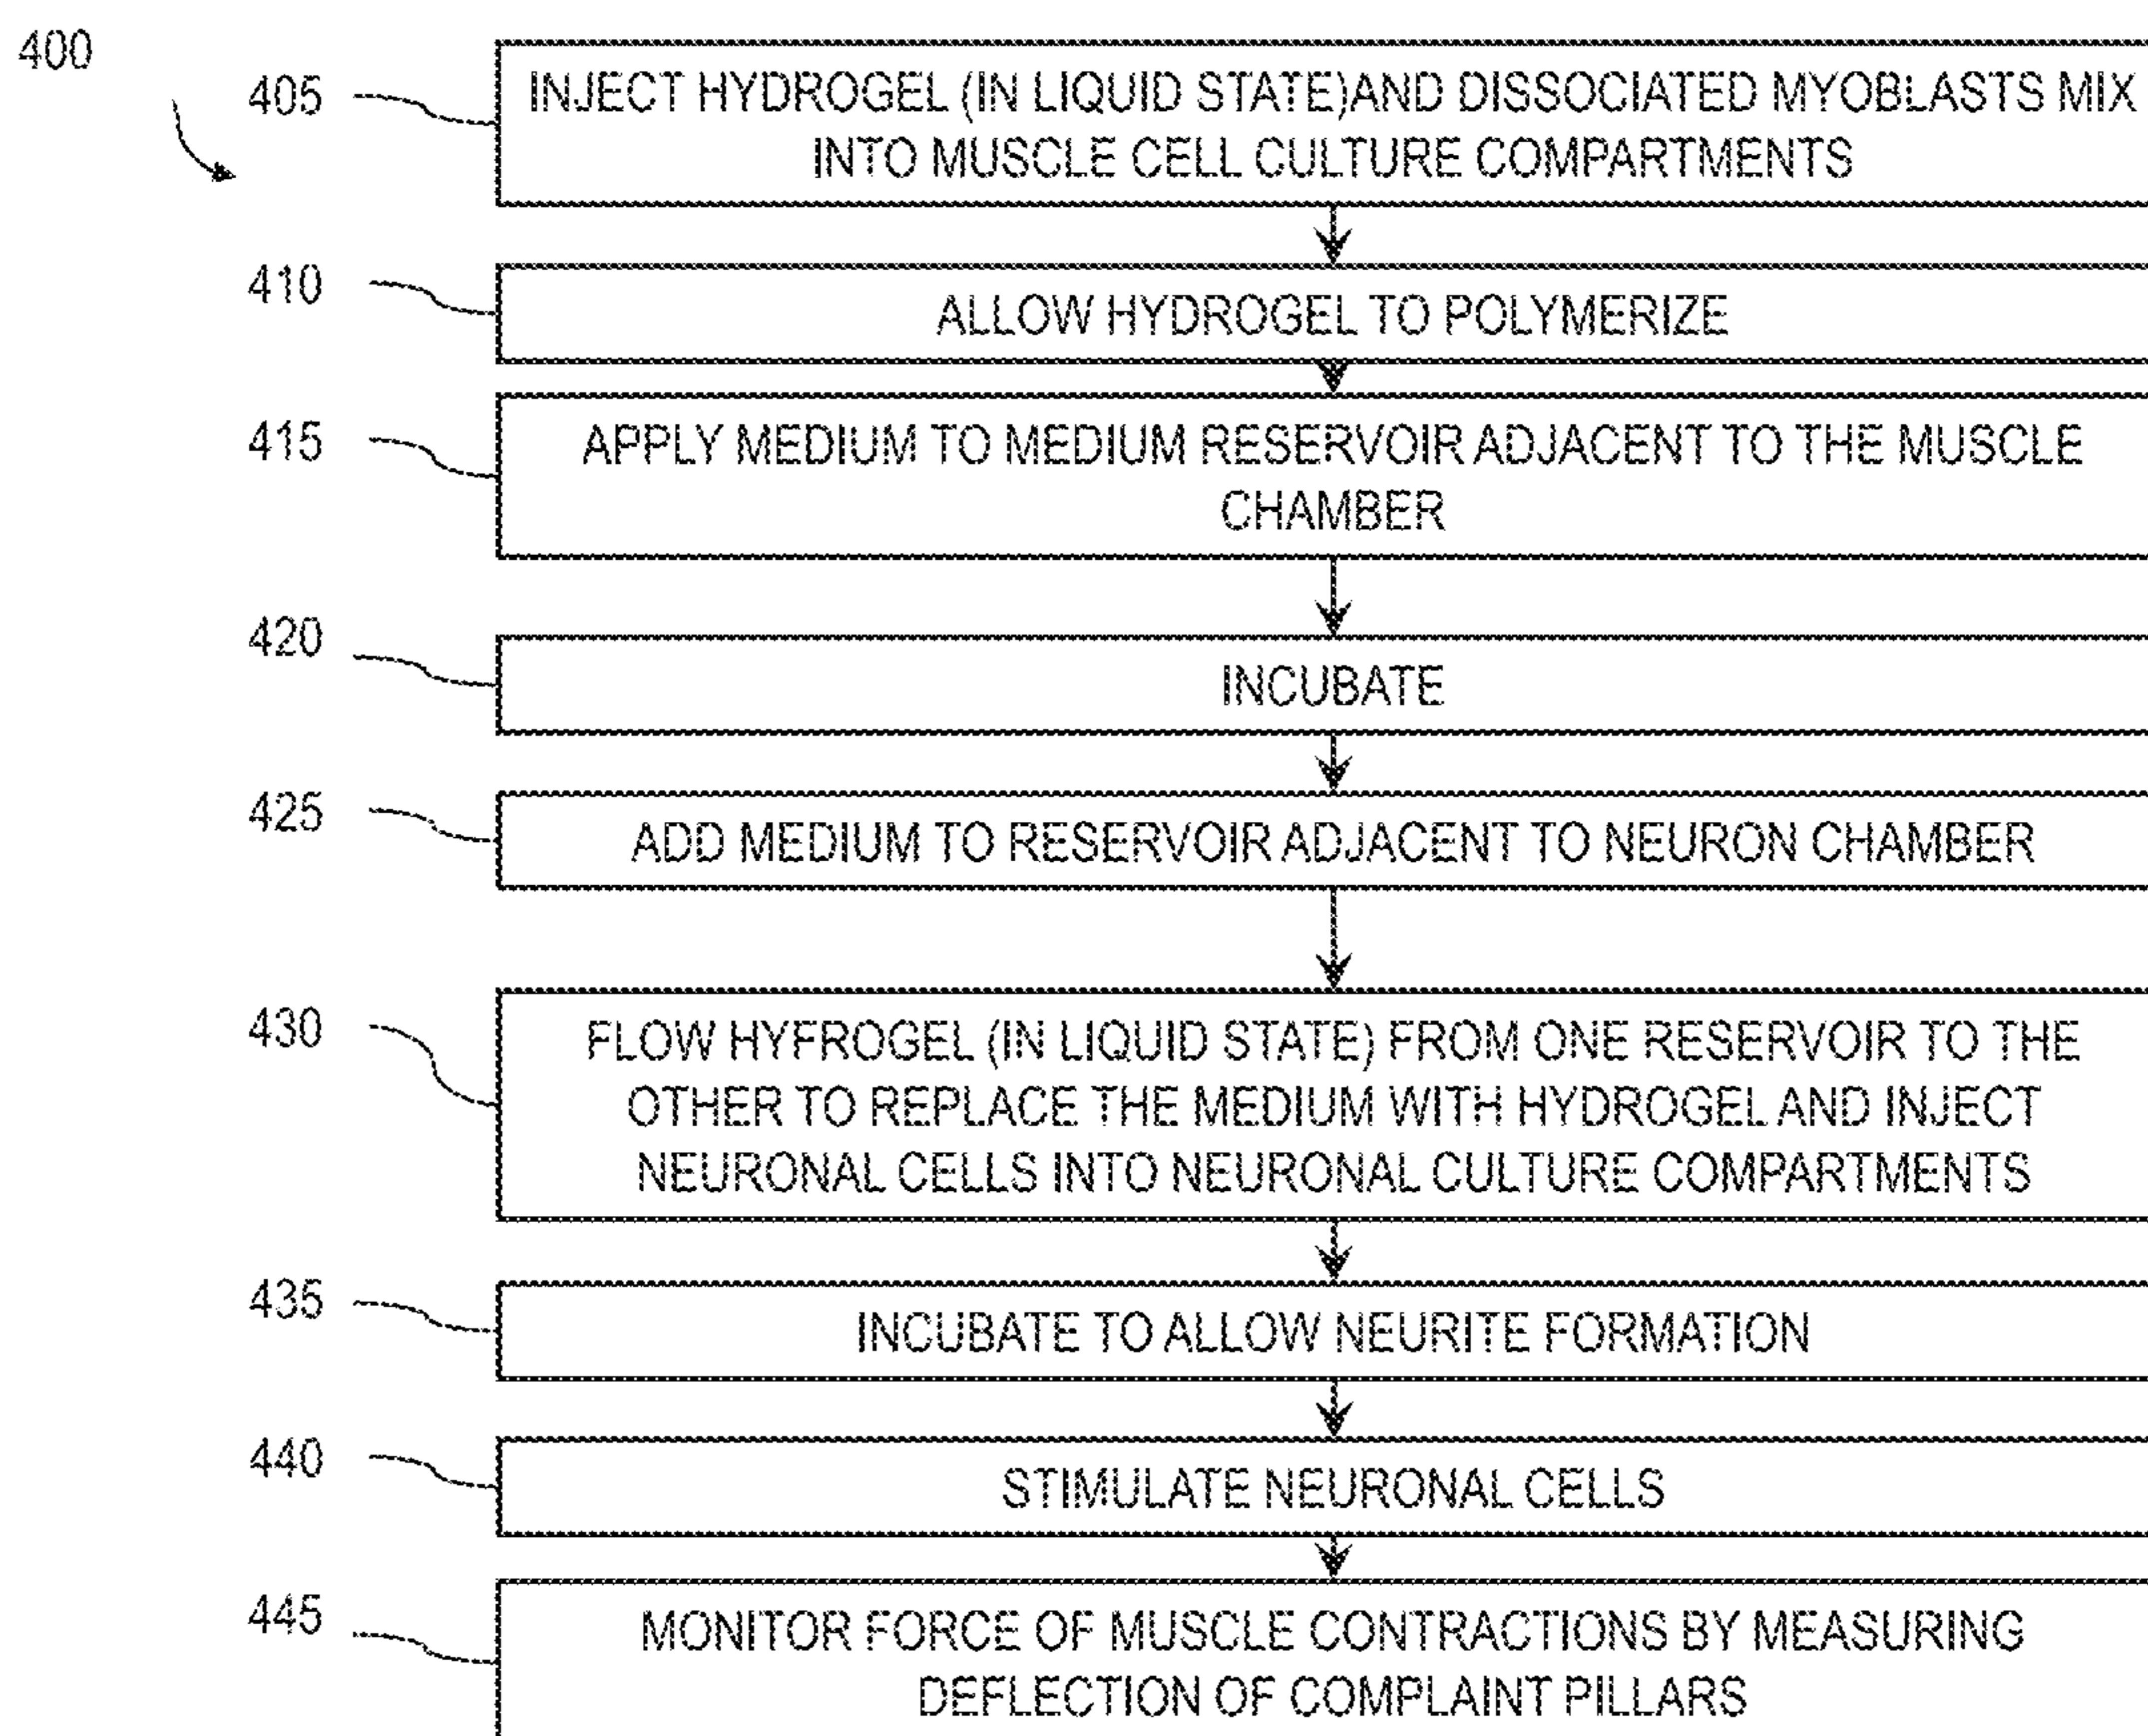 400
405
INJECT HYDROGEL (IN LIQUID STATE)AND DISSOCIATED MYOBLASTS MIX
INTO MUSCLE CELL CULTURE COMPARTMENTS
410
ALLOW HYDROGEL TO POLYMERIZE
415
APPLY MEDIUM TO MEDIUM RESERVOIR ADJACENT TO THE MUSCLE
CHAMBER
420
INCUBATE
425
ADD MEDIUM TO RESERVOIR ADJACENT TO NEURON CHAMBER
430
FLOW HYFROGEL (IN LIQUID STATE) FROM ONE RESERVOIR TO THE
OTHER TO REPLACE THE MEDIUM WITH HYDROGEL AND INJECT
NEURONAL CELLS INTO NEURONAL CULTURE COMPARTMENTS
435
INCUBATE TO ALLOW NEURITE FORMATION
440
STIMULATE NEURONAL CELLS
445
MONITOR FORCE OF MUSCLE CONTRACTIONS BY MEASURING
DEFLECTION OF COMPLAINT PILLARS